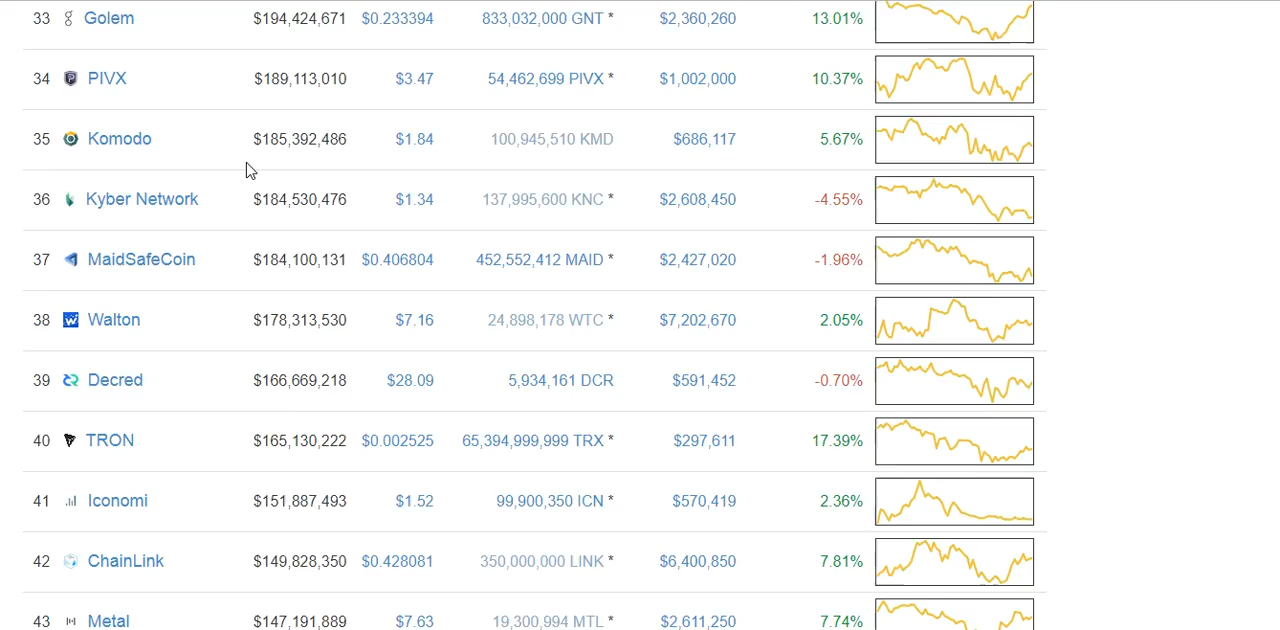 33 Golem $194,424,671 $0.233394 833,032,000 GNT * $2,360,260 13.01%
34 PIVX $189,113,010 $3.47 54,462,699 PIVX * $1,002,000 10.37%
35 Komodo $185,392,486 $1.84 100,945,510 KMD $686,117 5.67%
36 Kyber Network $184,530,476 $1.34 137,995,600 KNC * $2,608,450 -4.55%
37 MaidSafeCoin $184,100,131 $0.406804 452,552,412 MAID * $2,427,020 -1.96%
38 Walton $178,313,530 $7.16 24,898,178 WTC * $7,202,670 2.05%
39 Decred $166,669,218 $28.09 5,934,161 DCR $591,452 -0.70%
40 TRON $165,130,222 $0.002525 65,394,999,999 TRX * $297,611 17.39%
41 Iconomi $151,887,493 $1.52 99,900,350 ICN * $570,419 2.36%
42 ChainLink $149,828,350 $0.428081 350,000,000 LINK * $6,400,850 7.81%
43 Metal $147,191,889 $7.63 19,300,994 MTL * $2,611,250 7.74%